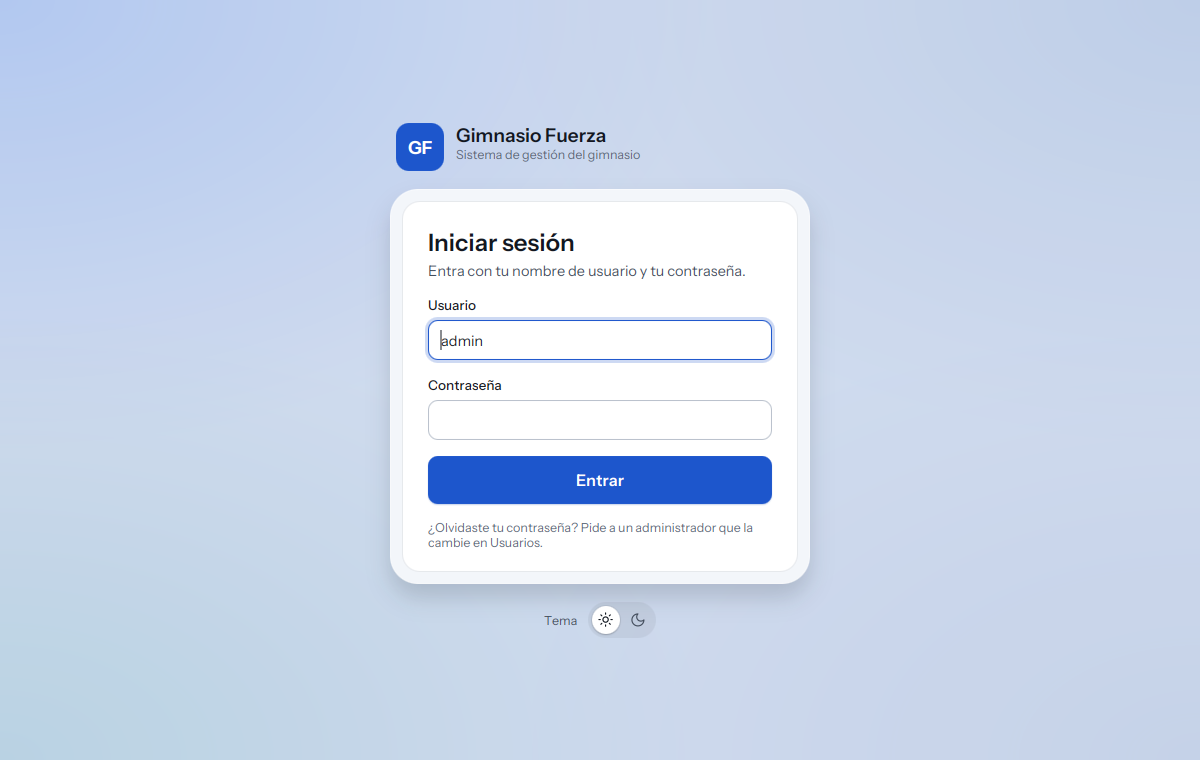 GF
Gimnasio Fuerza
Sistema de gestión del gimnasio
Iniciar sesión
Entra con tu nombre de usuario y tu contraseña.
Usuario
admin
Contraseña
Entrar
¿Olvidaste tu contraseña? Pide a un administrador que la
cambie en Usuarios.
Tema